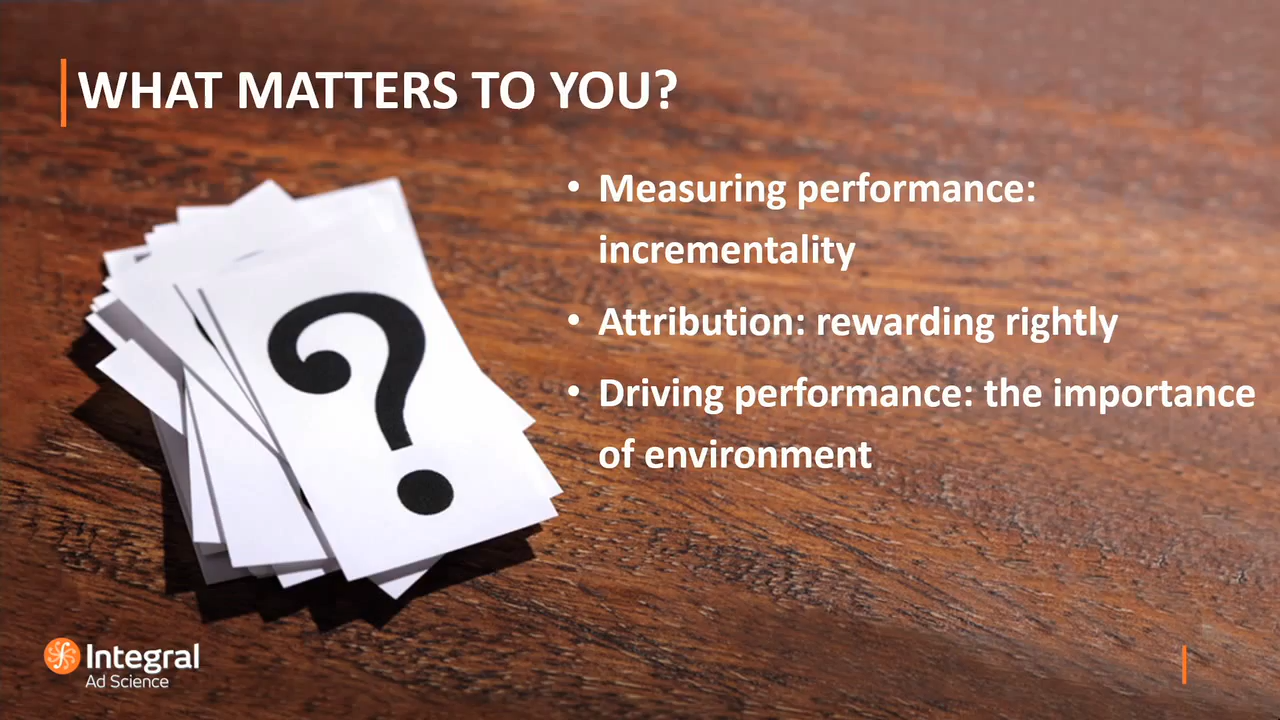 WHAT MATTERS TO YOU?
• Measuring performance:
incrementality
• Attribution: rewarding rightly
• Driving performance: the importance
of environment
?
Integral
Ad Science